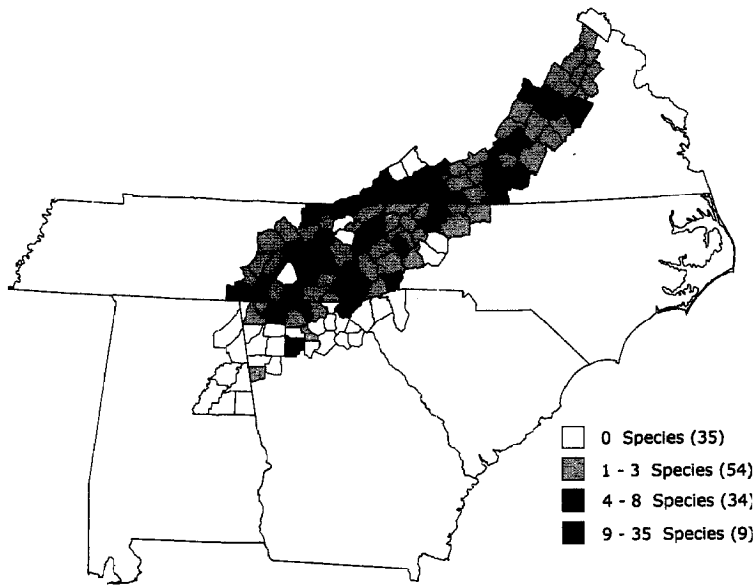 0 Species (35)
1 - 3 Species (54)
4 - 8 Species (34)
9 - 35 Species (9)